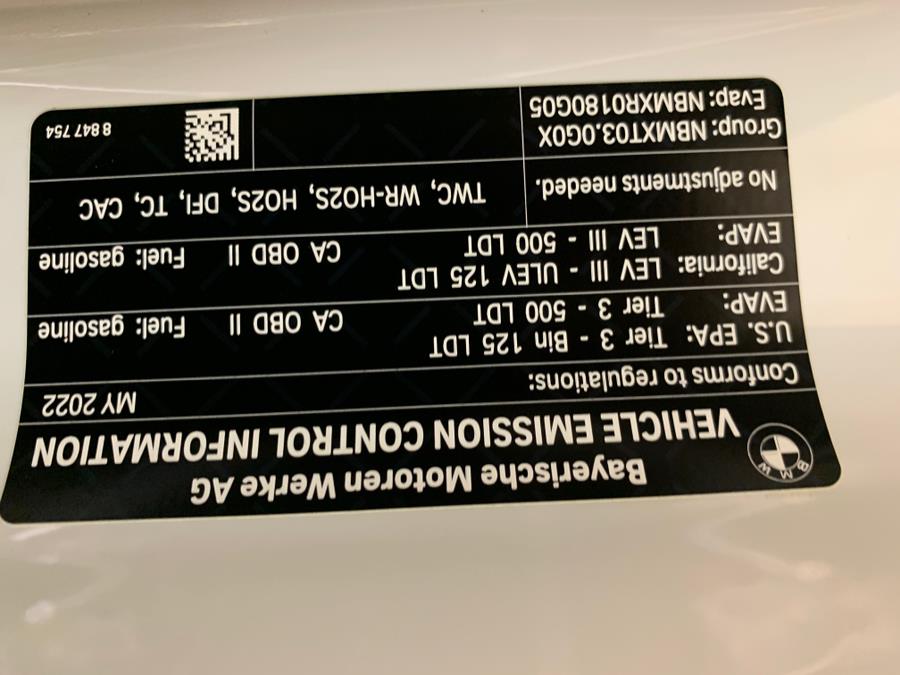 BMW
Bayerische Motoren Werke AG
VEHICLE EMISSION CONTROL INFORMATION
Conforms to regulations: MY 2022
U.S. EPA: Tier 3 - Bin 125 LDT CA OBD II Fuel: gasoline
EVAP: Tier 3 - 500 LDT
California: LEV III - ULEV 125 LDT CA OBD II Fuel: gasoline
EVAP: LEV III - 500 LDT
No adjustments needed. TWC, WR-HO2S, HO2S, DFI, TC, CAC
Group: NBMXT03.0G0X
Evap: NBMXR0180G05
8 847 754